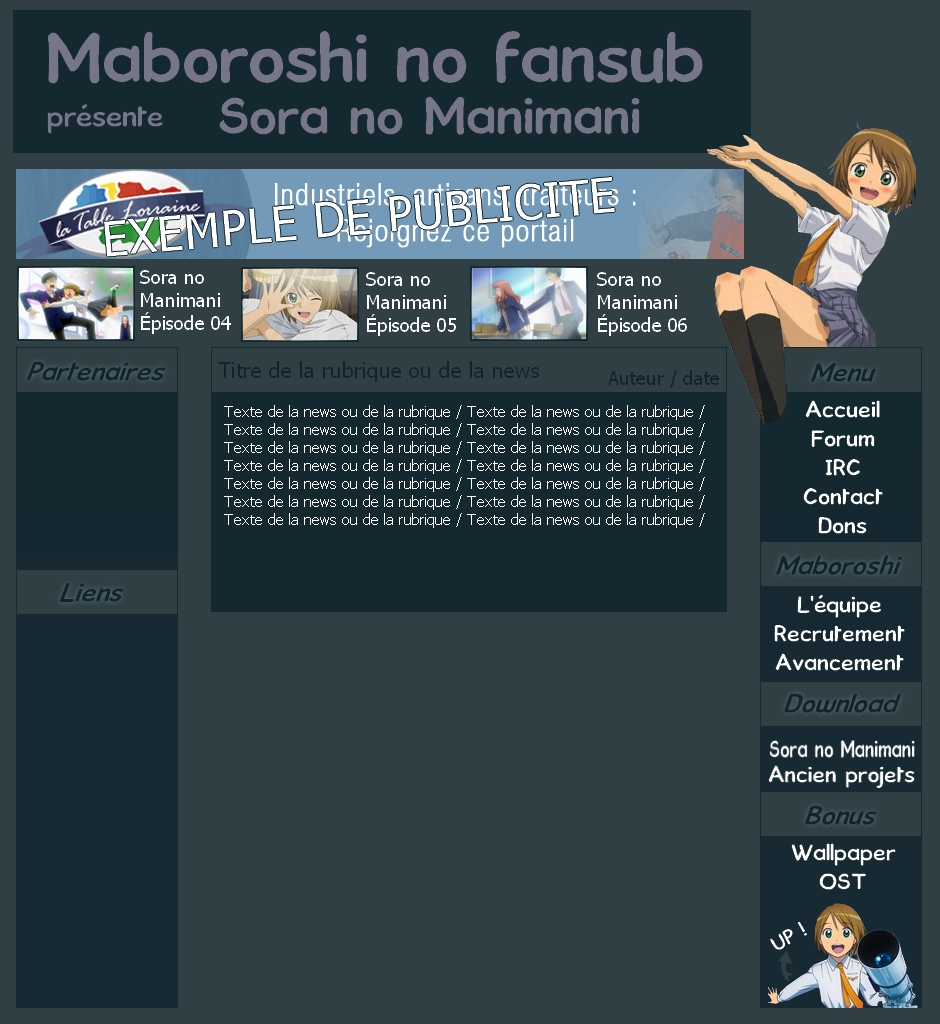 Maboroshi no fansub
présente Sora no Manimani
la Table Lorraine
Industriels, artisans, traiteurs :
Rejoignez ce portail
EXEMPLE DE PUBLICITE
Sora no
Manimani
Épisode 04
Sora no
Manimani
Épisode 05
Sora no
Manimani
Épisode 06
Partenaires
Liens
Titre de la rubrique ou de la news
Auteur / date
Texte de la news ou de la rubrique / Texte de la news ou de la rubrique /
Texte de la news ou de la rubrique / Texte de la news ou de la rubrique /
Texte de la news ou de la rubrique / Texte de la news ou de la rubrique /
Texte de la news ou de la rubrique / Texte de la news ou de la rubrique /
Texte de la news ou de la rubrique / Texte de la news ou de la rubrique /
Texte de la news ou de la rubrique / Texte de la news ou de la rubrique /
Texte de la news ou de la rubrique / Texte de la news ou de la rubrique /
Menu
Accueil
Forum
IRC
Contact
Dons
Maboroshi
L'équipe
Recrutement
Avancement
Download
Sora no Manimani
Ancien projets
Bonus
Wallpaper
OST
UP !